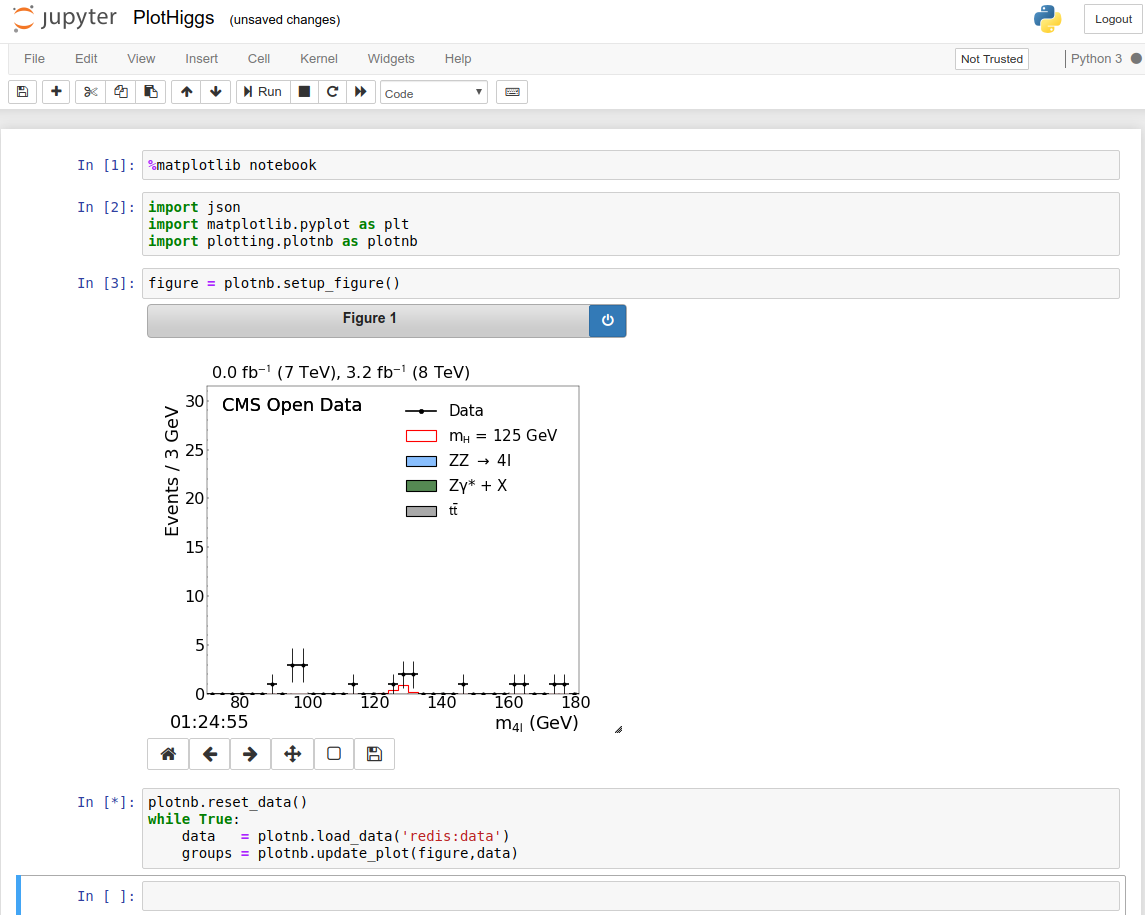 jupyter PlotHiggs (unsaved changes) Logout
File Edit View Insert Cell Kernel Widgets Help Not Trusted Python 3
Run Code
In [1]: %matplotlib notebook
In [2]: import json
import matplotlib.pyplot as plt
import plotting.plotnb as plotnb
In [3]: figure = plotnb.setup_figure()
Figure 1
0.0 fb⁻¹ (7 TeV), 3.2 fb⁻¹ (8 TeV)
CMS Open Data
Data
m_H = 125 GeV
ZZ → 4l
Zγ* + X
tt̄
Events / 3 GeV
30
25
20
15
10
5
0
80 100 120 140 160 180
01:24:55 m_4l (GeV)
In [*]: plotnb.reset_data()
while True:
    data   = plotnb.load_data('redis:data')
    groups = plotnb.update_plot(figure,data)
In [ ]: